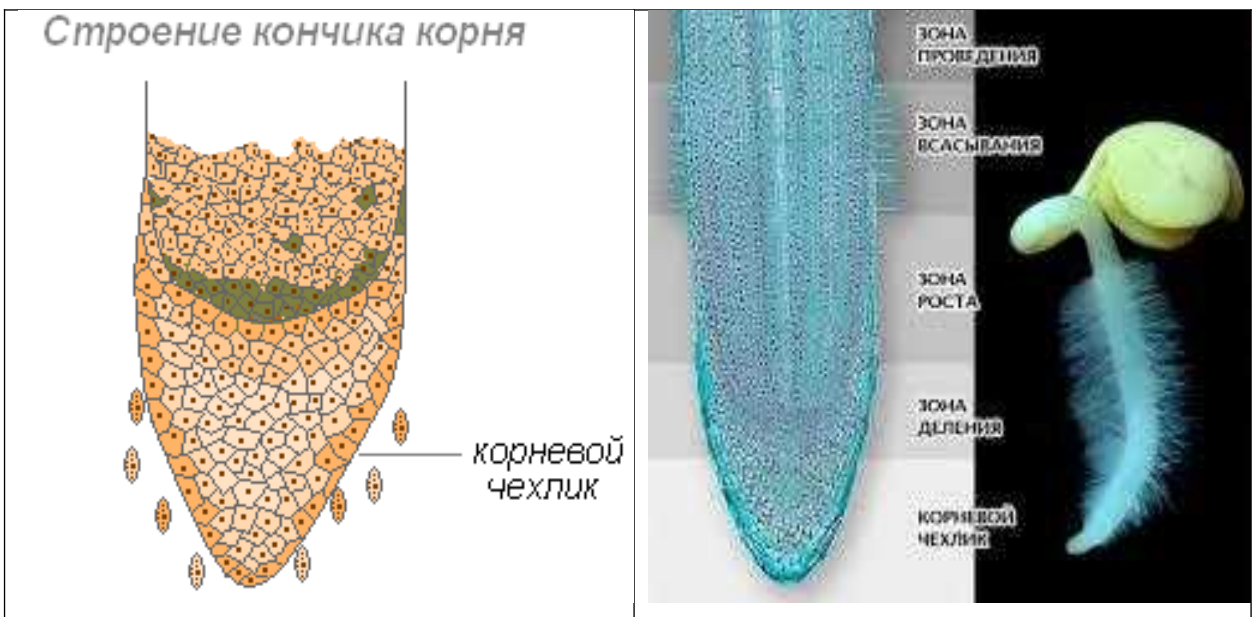 Строение кончика корня
корневой
чехлик
ЗОНА
ПРОВЕДЕНИЯ
ЗОНА
ВСАСЫВАНИЯ
ЗОНА
РОСТА
ЗОНА
ДЕЛЕНИЯ
КОРНЕВОЙ
ЧЕХЛИК